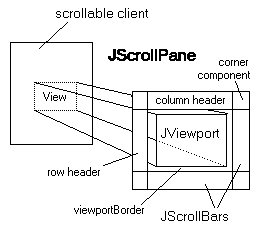 scrollable client
JScrollPane
corner
component
View
column header
JViewport
row header
viewportBorder
JScrollBars